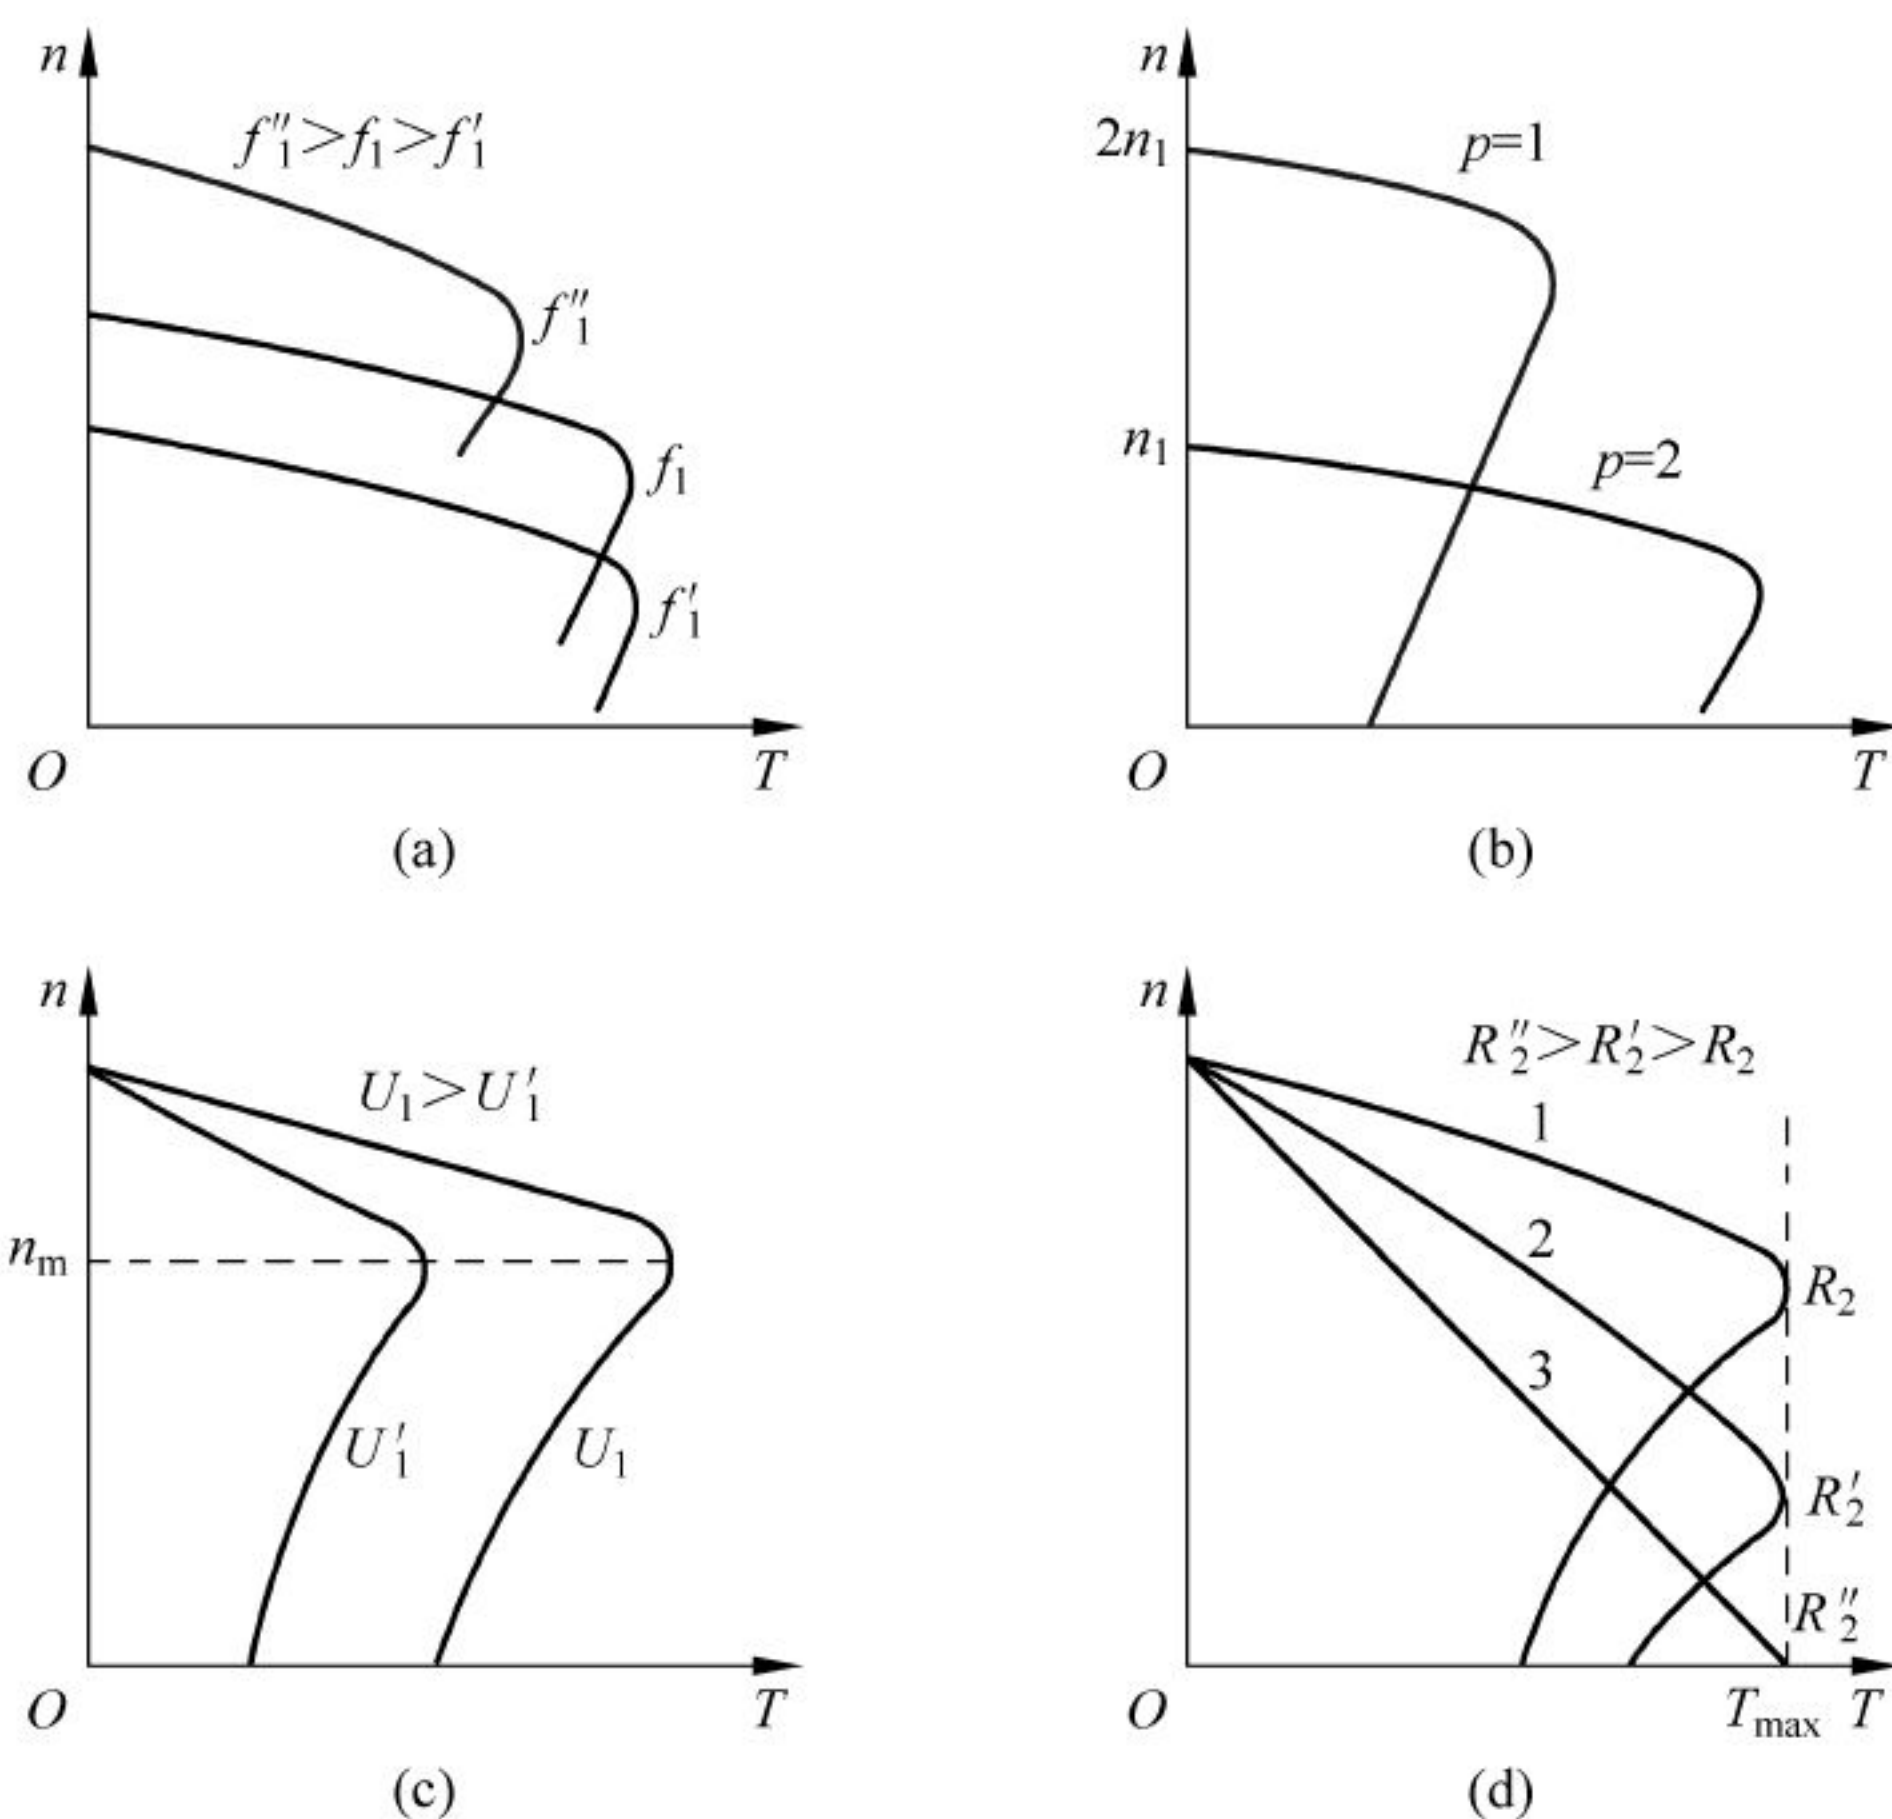 n
f″₁>f₁>f′₁
f″₁
f₁
f′₁
O
T
(a)
n
2n₁
p=1
n₁
p=2
O
T
(b)
n
U₁>U′₁
nₘ
U′₁
U₁
O
T
(c)
n
R″₂>R′₂>R₂
1
2
R₂
3
R′₂
R″₂
O
Tmax
T
(d)